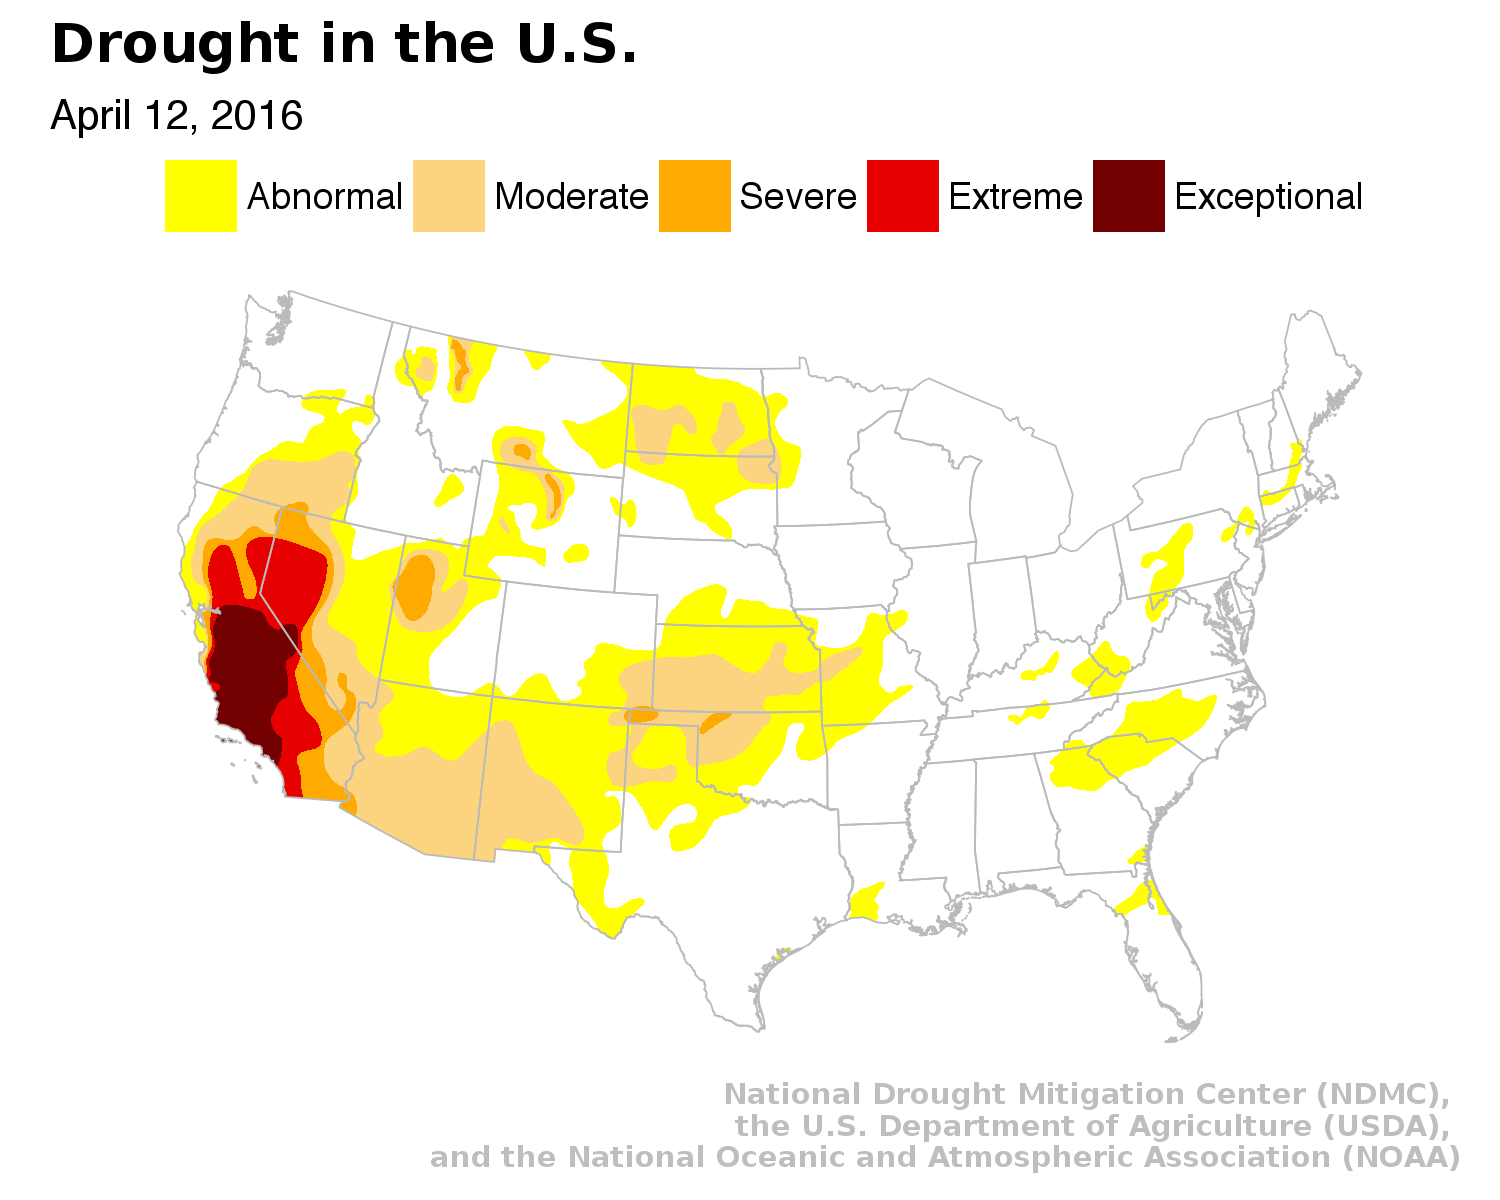 Drought in the U.S.
April 12, 2016
Abnormal Moderate Severe Extreme Exceptional
National Drought Mitigation Center (NDMC),
the U.S. Department of Agriculture (USDA),
and the National Oceanic and Atmospheric Association (NOAA)